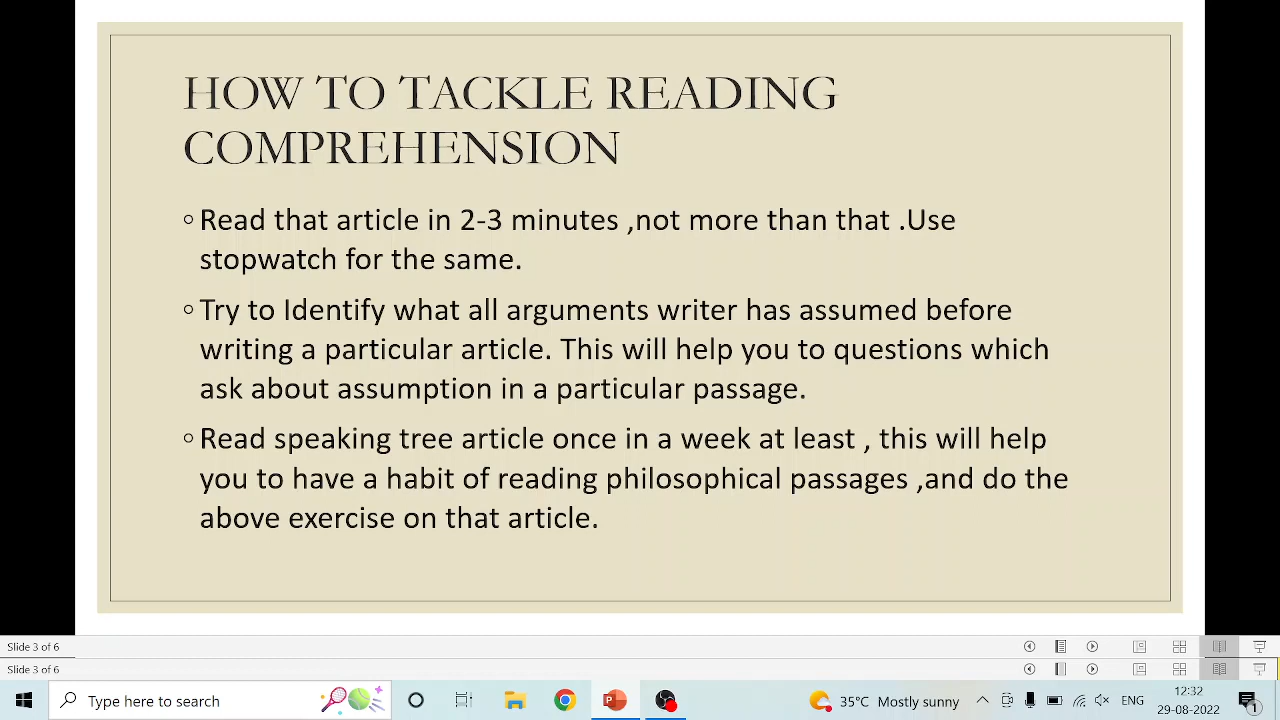 HOW TO TACKLE READING
COMPREHENSION
Read that article in 2-3 minutes ,not more than that .Use
stopwatch for the same.
Try to Identify what all arguments writer has assumed before
writing a particular article. This will help you to questions which
ask about assumption in a particular passage.
Read speaking tree article once in a week at least , this will help
you to have a habit of reading philosophical passages ,and do the
above exercise on that article.
Slide 3 of 6
Slide 3 of 6
Type here to search
35°C Mostly sunny
ENG
12:32
29-08-2022
1